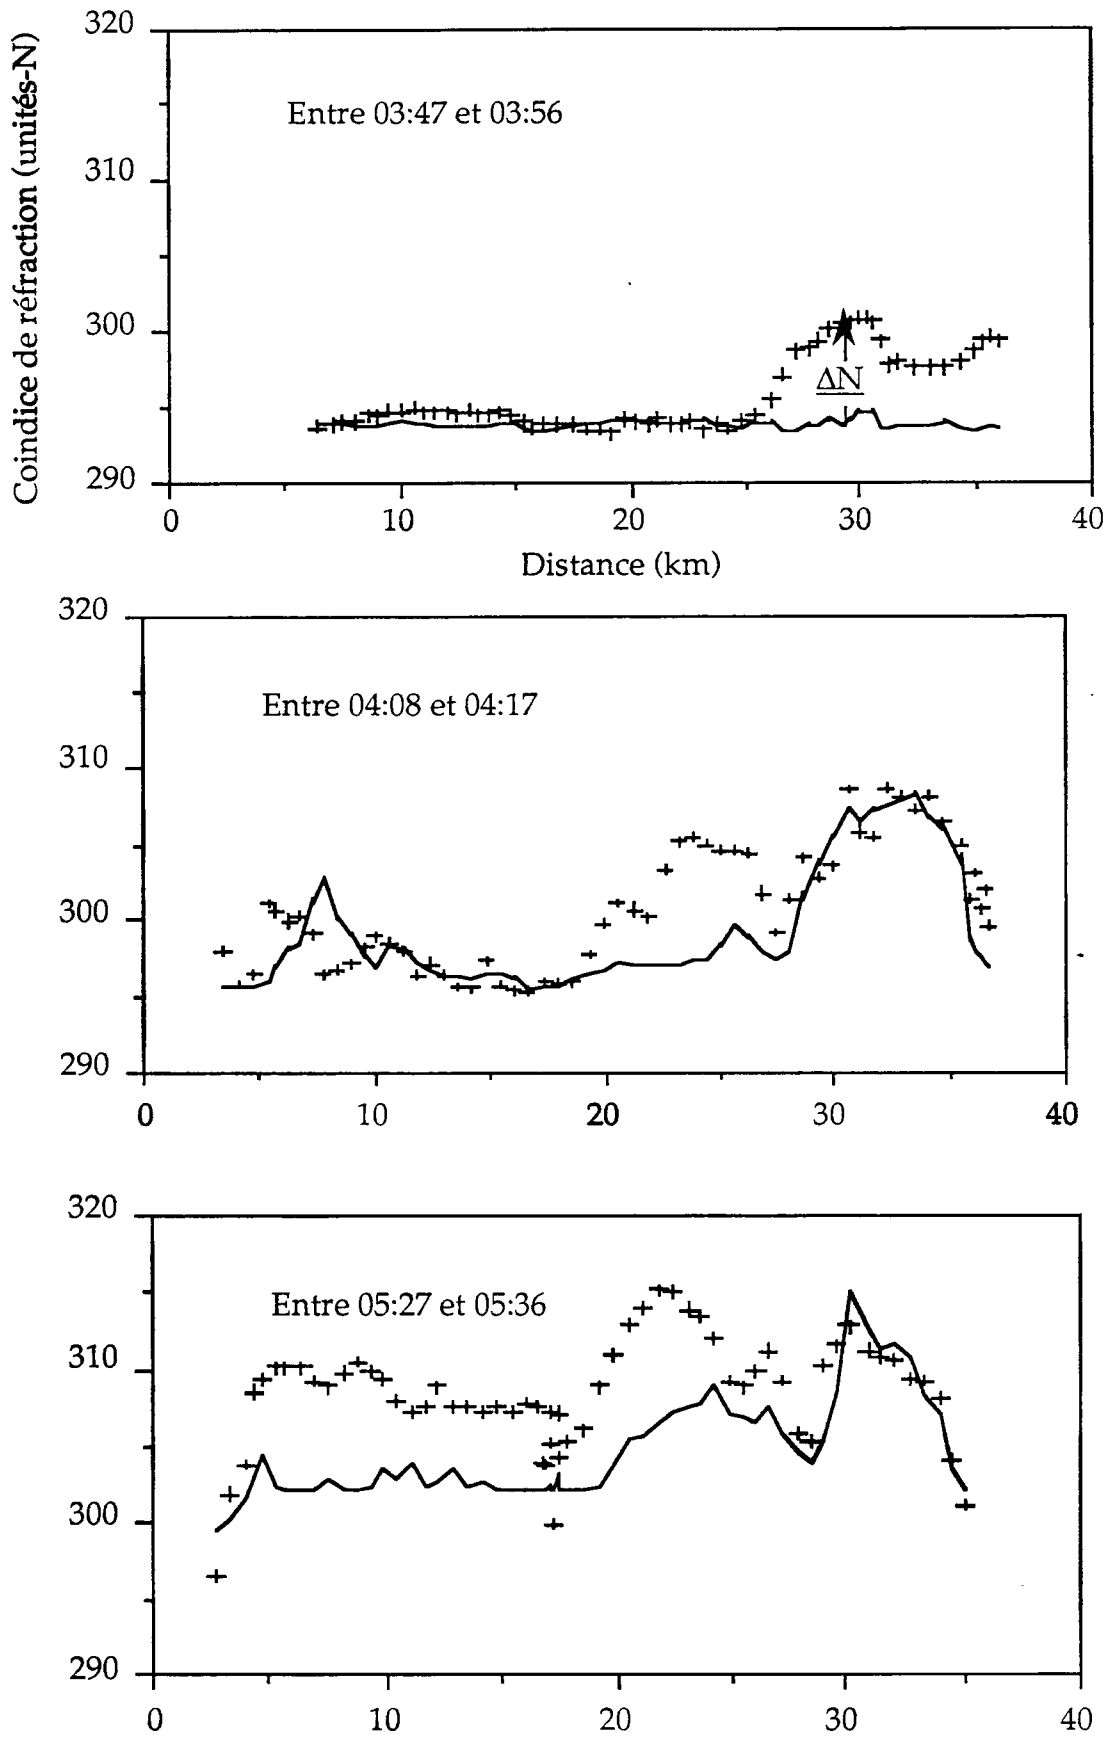 Coindice de réfraction (unités-N)
320
Entre 03:47 et 03:56
310
300
ΔN
290
0 10 20 30 40
Distance (km)
320
Entre 04:08 et 04:17
310
300
290
0 10 20 30 40
320
Entre 05:27 et 05:36
310
300
290
0 10 20 30 40